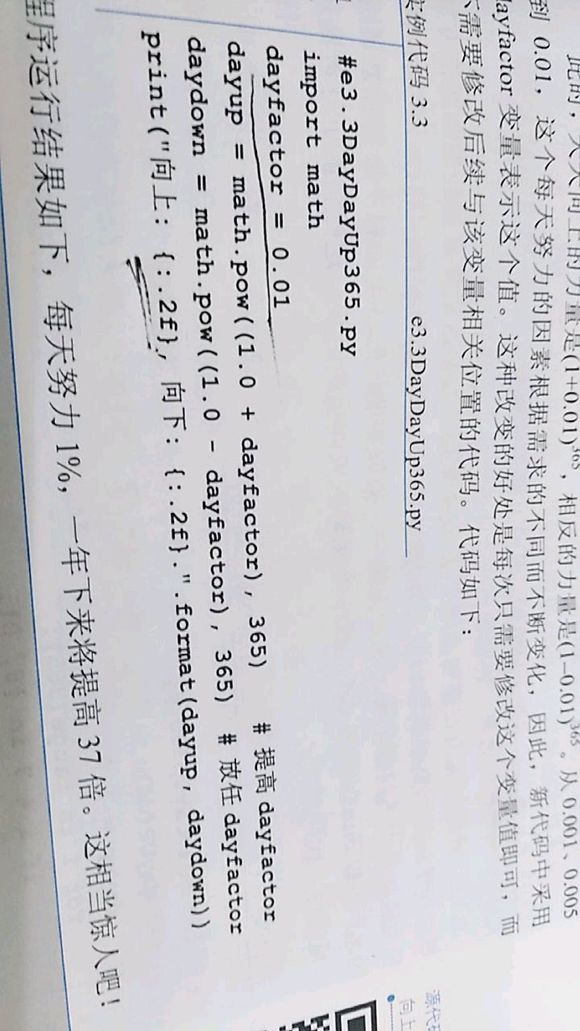 此时，天天向上的力量是(1+0.01)³⁶⁵，相反的力量是(1−0.01)³⁶⁵。从 0.001、0.005
到 0.01，这个每天努力的因素根据需求的不同而不断变化，因此，新代码中采用
dayfactor 变量表示这个值。这种改变的好处是每次只需要修改这个变量值即可，而
不需要修改后续与该变量相关位置的代码。代码如下：
实例代码 3.3 e3.3DayDayUp365.py
#e3.3DayDayUp365.py
import math
dayfactor = 0.01
dayup = math.pow((1.0 + dayfactor), 365) # 提高 dayfactor
daydown = math.pow((1.0 - dayfactor), 365) # 放任 dayfactor
print("向上: {:.2f}, 向下: {:.2f}.".format(dayup, daydown))
程序运行结果如下，每天努力 1%，一年下来将提高 37 倍。这相当惊人吧！
源代码
向上